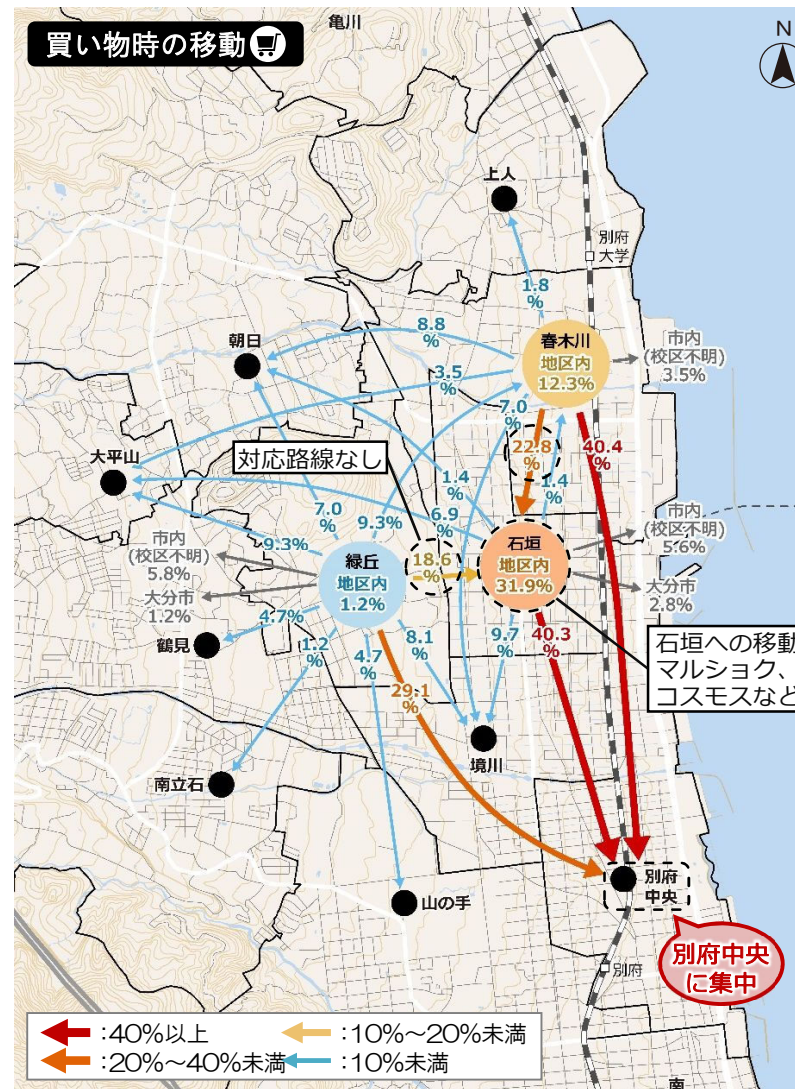 買い物時の移動
亀川
N
上人
別府
大学
1.8
%
朝日
8.8
%
春木川
地区内
12.3%
市内
(校区不明)
3.5%
3.5
%
7.0
%
22.8
%
40.4
%
大平山
対応路線なし
1.4
%
1.4
%
7.0
%
9.3%
6.9
%
9.3%
市内
(校区不明)
5.8%
緑丘
地区内
1.2%
18.6
%
石垣
地区内
31.9%
市内
(校区不明)
5.6%
大分市
2.8%
大分市
1.2%
鶴見
4.7%
1.2
%
4.7
%
8.1
%
9.7
%
40.3
%
石垣への移動
マルショク、
コスモスなど
29.1
%
境川
南立石
山の手
別府
中央
別府中央
に集中
別府
:40%以上
:10%～20%未満
:20%～40%未満
:10%未満
南